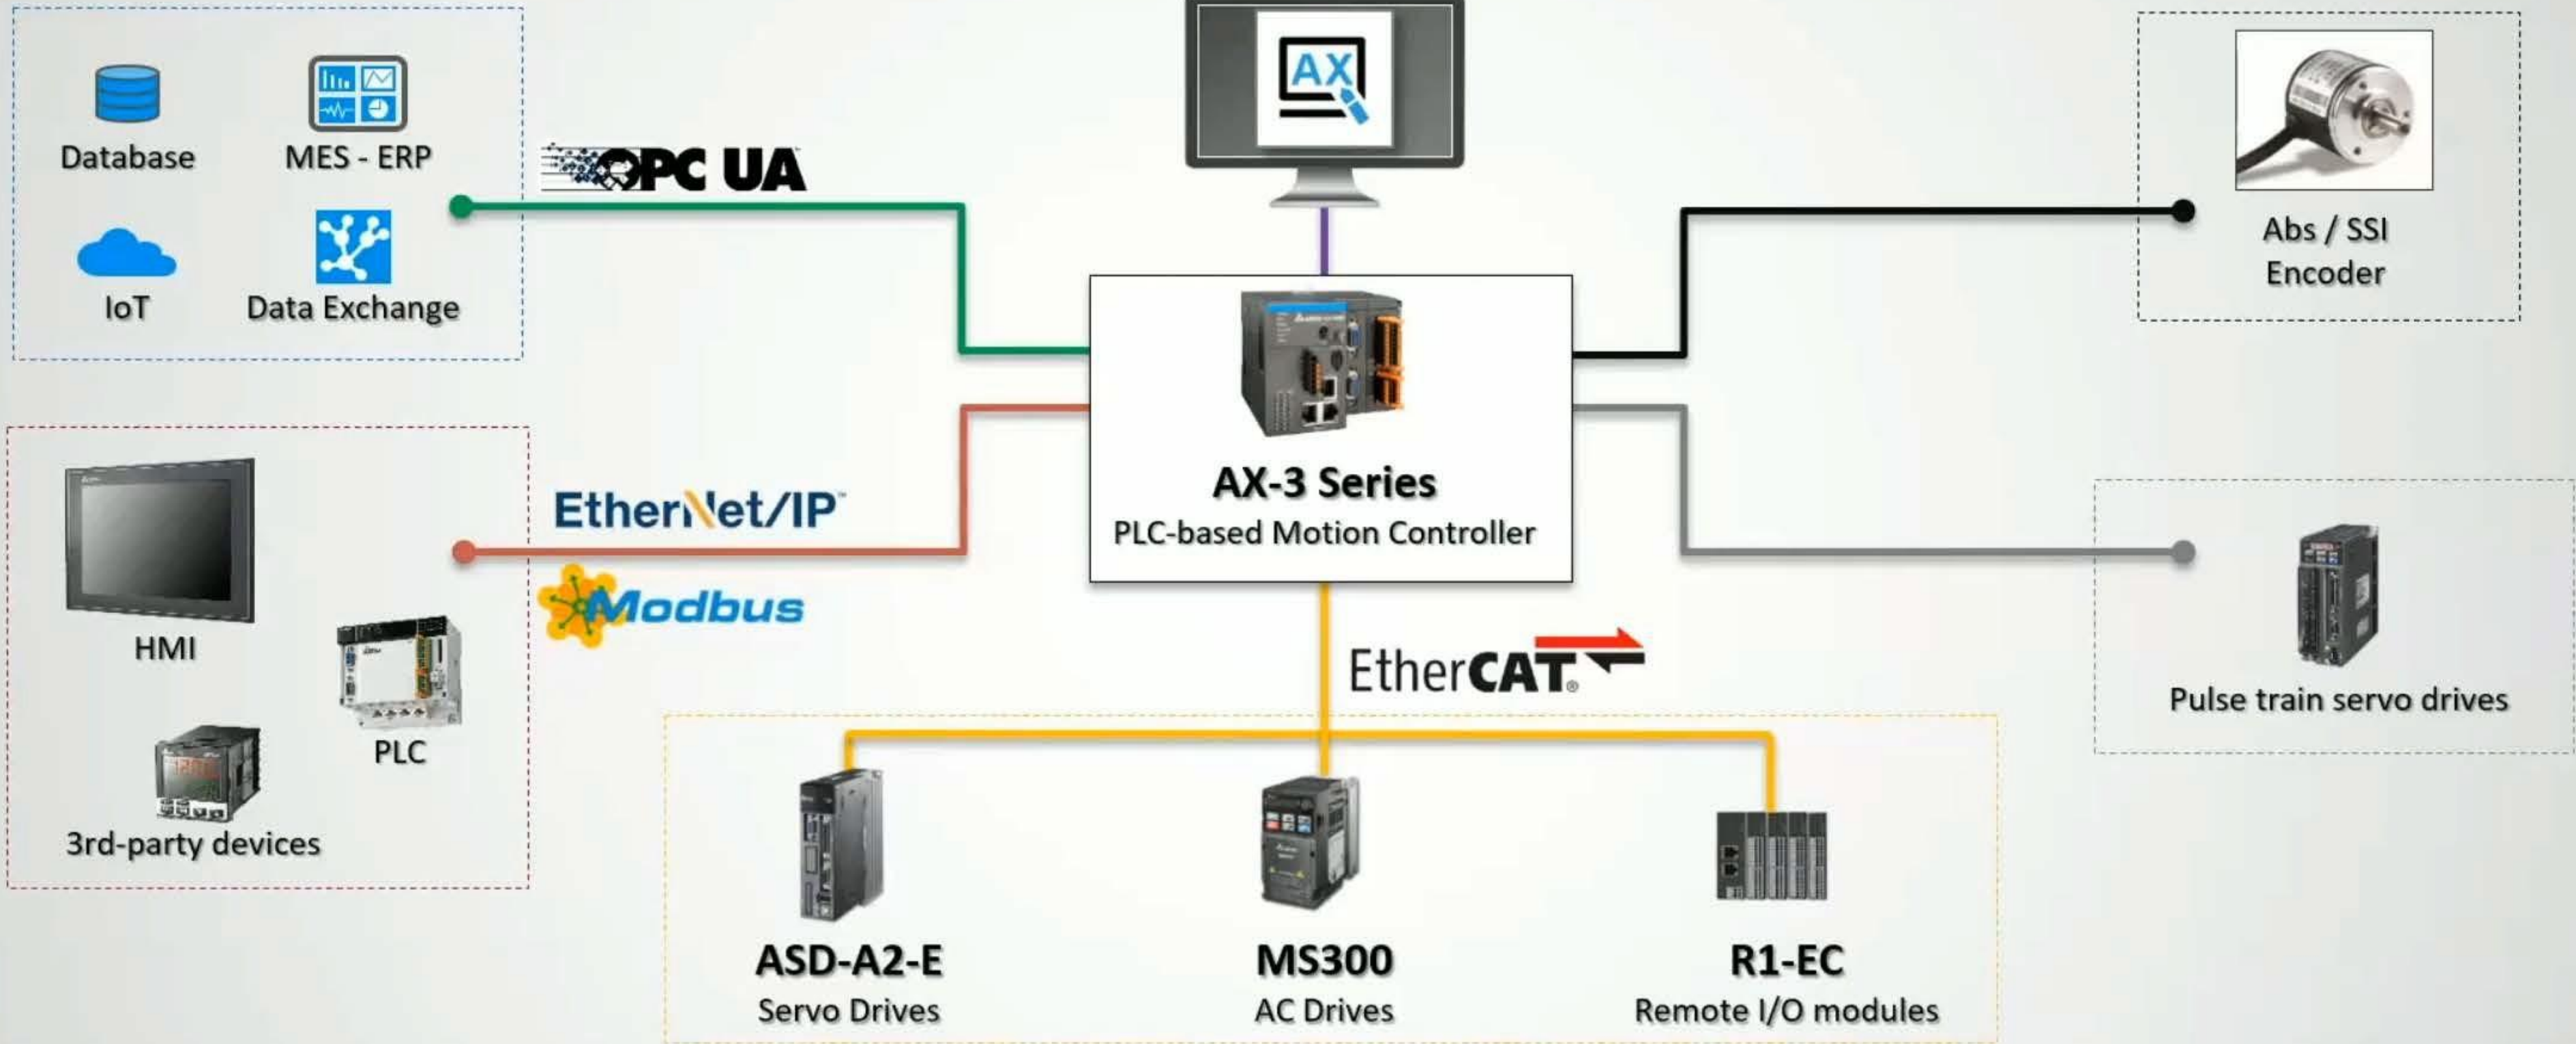 Database
MES - ERP
IoT
Data Exchange
OPC UA
AX
Abs / SSI
Encoder
AX-3 Series
PLC-based Motion Controller
EtherNet/IP™
Modbus
HMI
PLC
3rd-party devices
EtherCAT®
Pulse train servo drives
ASD-A2-E
Servo Drives
MS300
AC Drives
R1-EC
Remote I/O modules